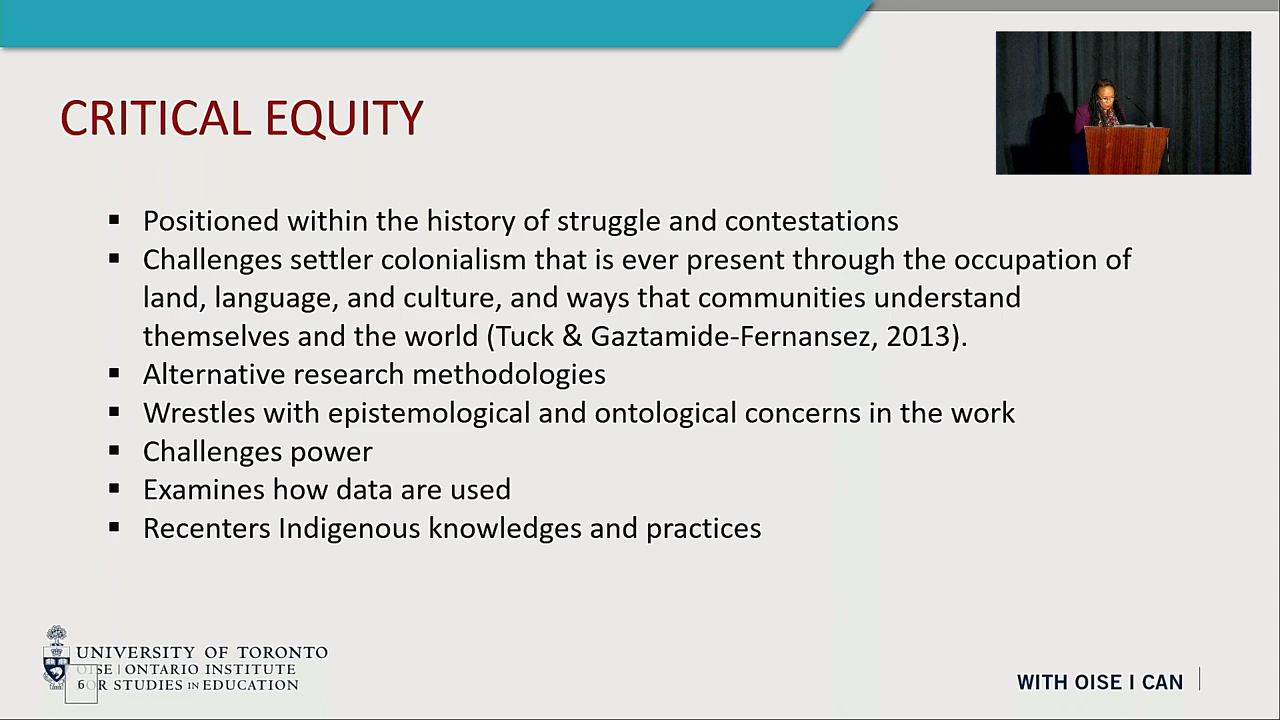 CRITICAL EQUITY
▪ Positioned within the history of struggle and contestations
▪ Challenges settler colonialism that is ever present through the occupation of
land, language, and culture, and ways that communities understand
themselves and the world (Tuck & Gaztamide-Fernansez, 2013).
▪ Alternative research methodologies
▪ Wrestles with epistemological and ontological concerns in the work
▪ Challenges power
▪ Examines how data are used
▪ Recenters Indigenous knowledges and practices
UNIVERSITY OF TORONTO
OISE | ONTARIO INSTITUTE
FOR STUDIES IN EDUCATION
6
WITH OISE I CAN